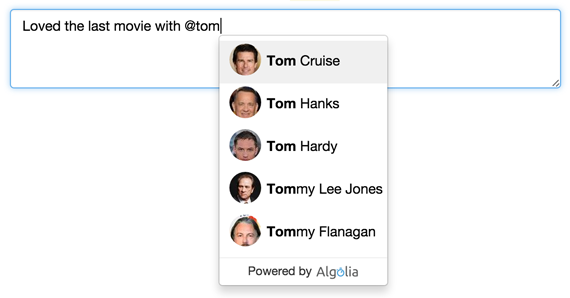 Loved the last movie with @tom
Tom Cruise
Tom Hanks
Tom Hardy
Tommy Lee Jones
Tommy Flanagan
Powered by Algolia